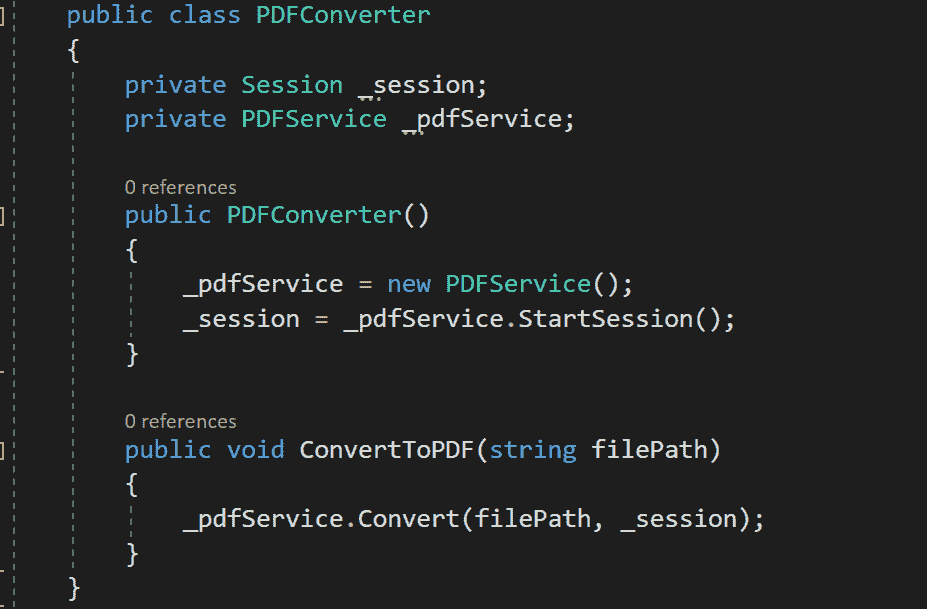 public class PDFConverter
{
private Session _session;
private PDFService _pdfService;
0 references
public PDFConverter()
{
_pdfService = new PDFService();
_session = _pdfService.StartSession();
}
0 references
public void ConvertToPDF(string filePath)
{
_pdfService.Convert(filePath, _session);
}
}